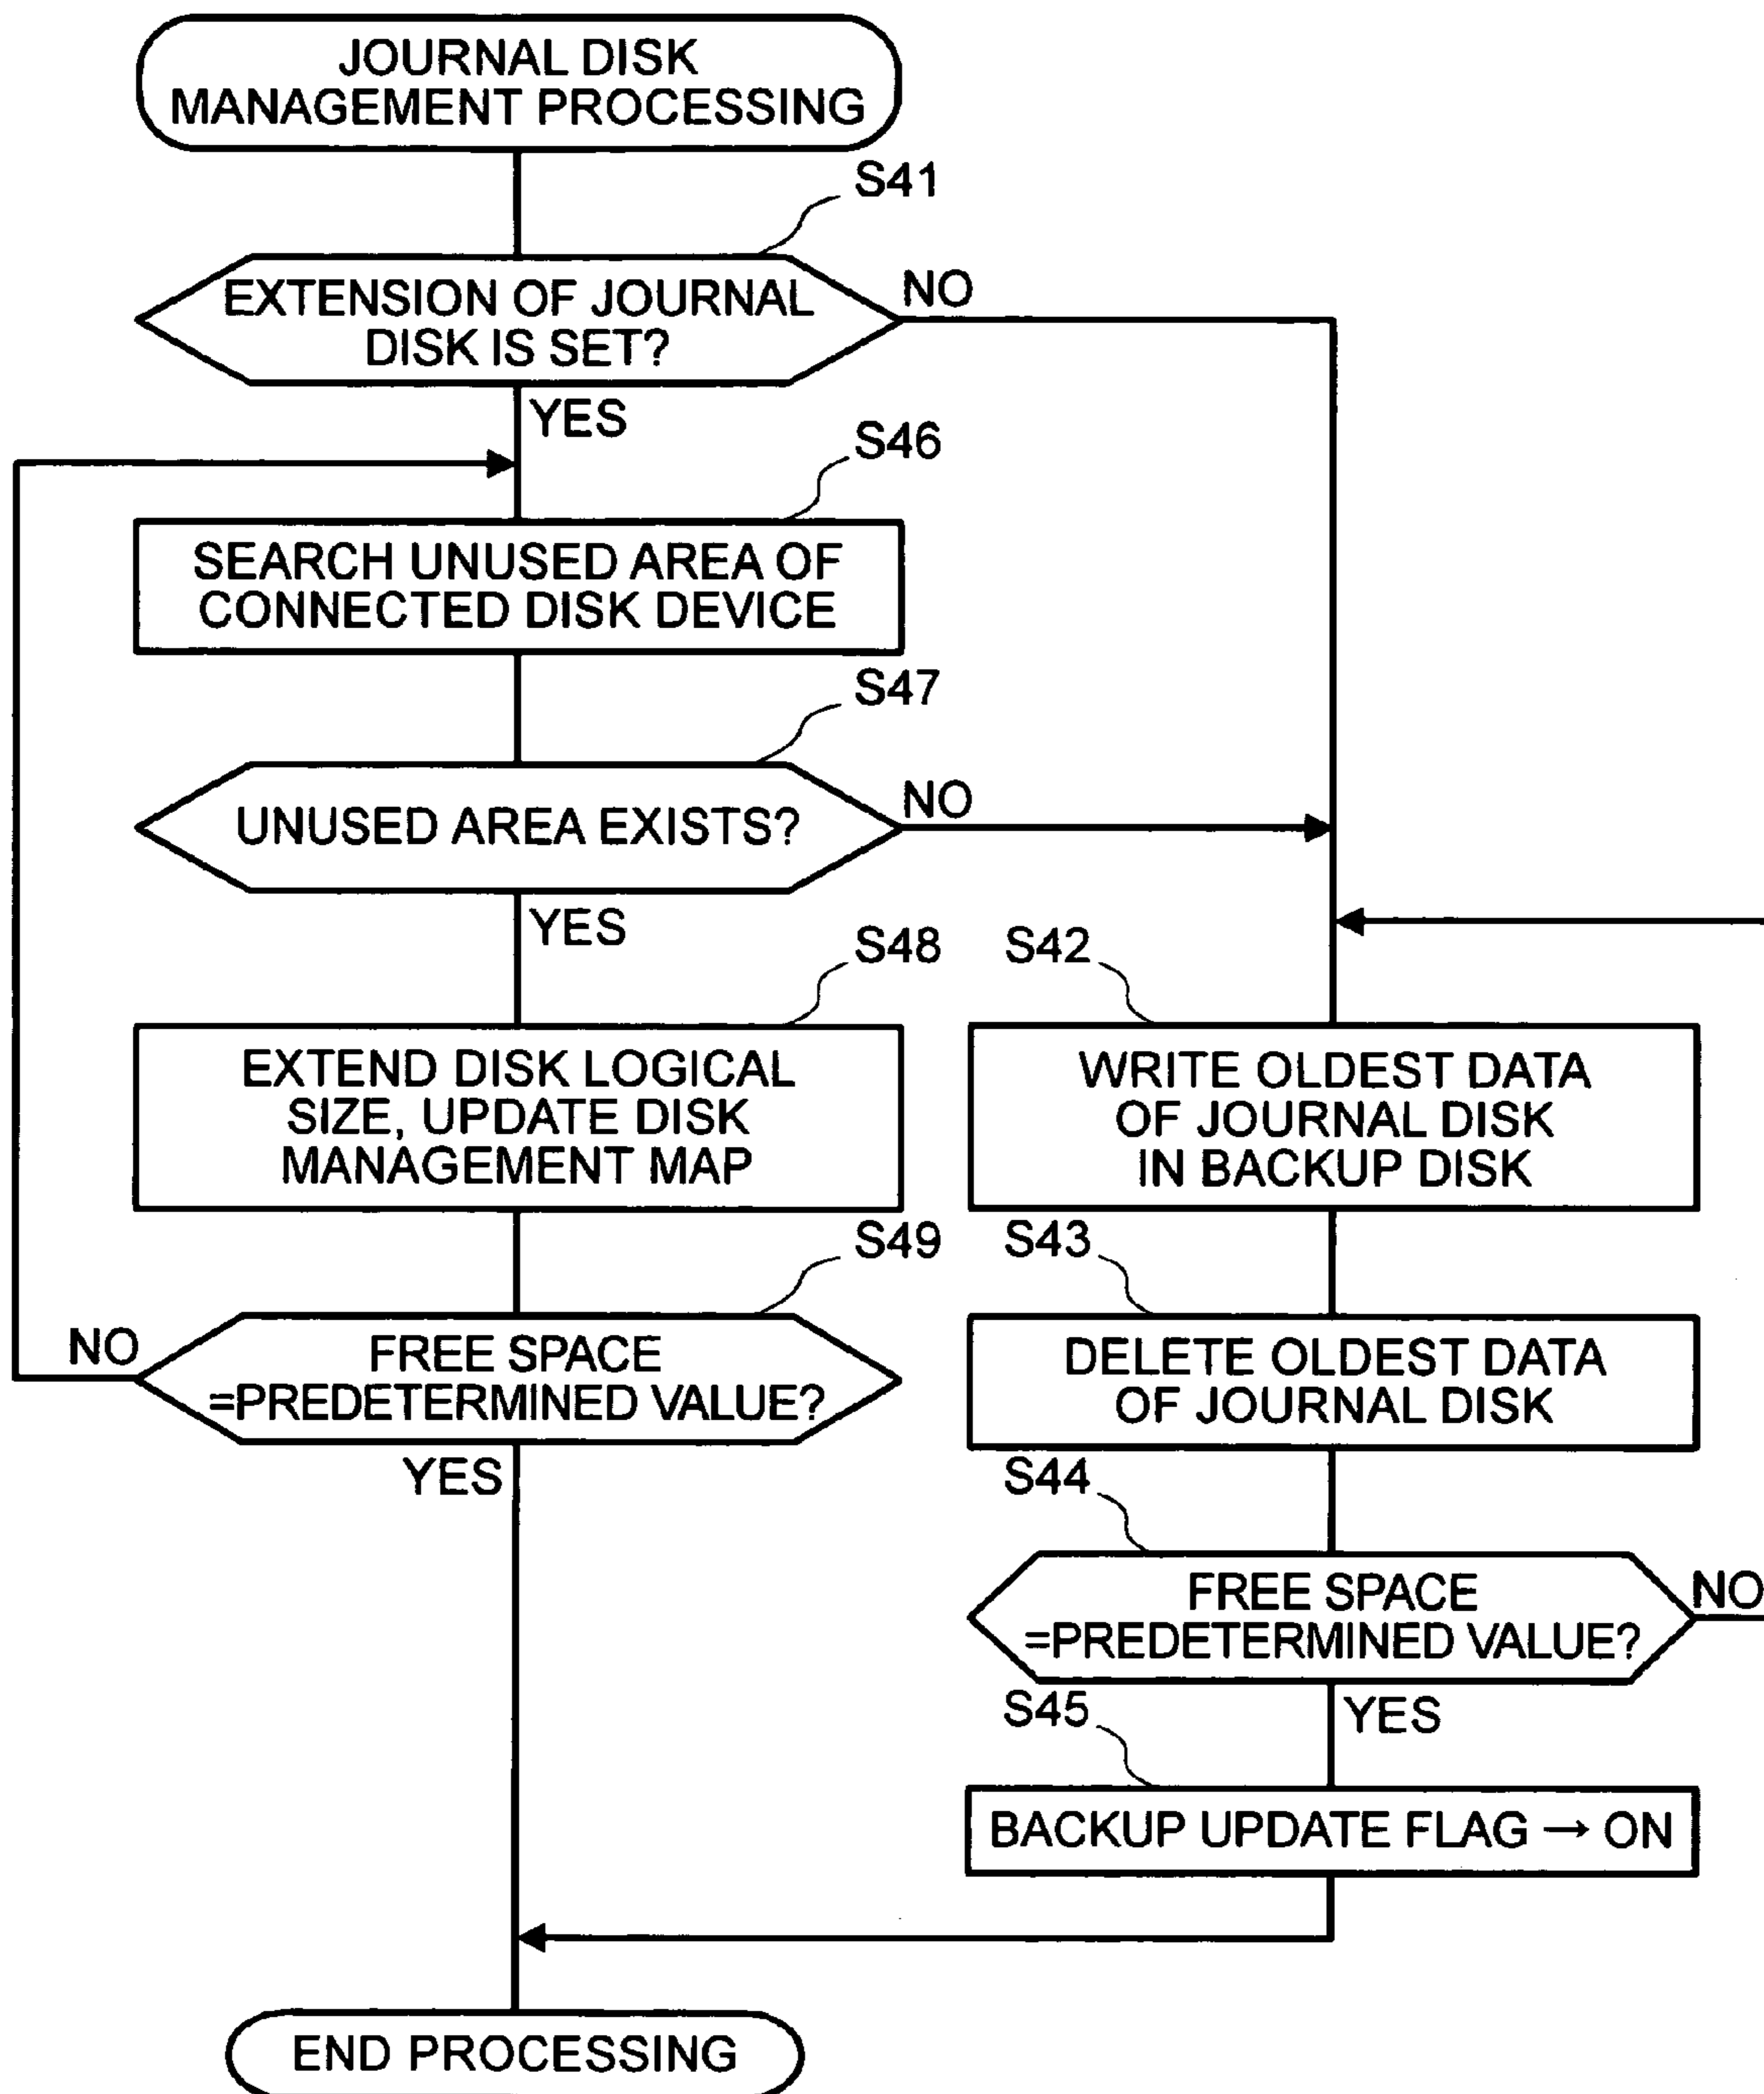 JOURNAL DISK
MANAGEMENT PROCESSING
S41
EXTENSION OF JOURNAL
DISK IS SET?
NO
YES
S46
SEARCH UNUSED AREA OF
CONNECTED DISK DEVICE
S47
UNUSED AREA EXISTS?
NO
YES
S48
EXTEND DISK LOGICAL
SIZE, UPDATE DISK
MANAGEMENT MAP
S49
FREE SPACE
=PREDETERMINED VALUE?
NO
YES
S42
WRITE OLDEST DATA
OF JOURNAL DISK
IN BACKUP DISK
S43
DELETE OLDEST DATA
OF JOURNAL DISK
S44
FREE SPACE
=PREDETERMINED VALUE?
NO
YES
S45
BACKUP UPDATE FLAG → ON
END PROCESSING